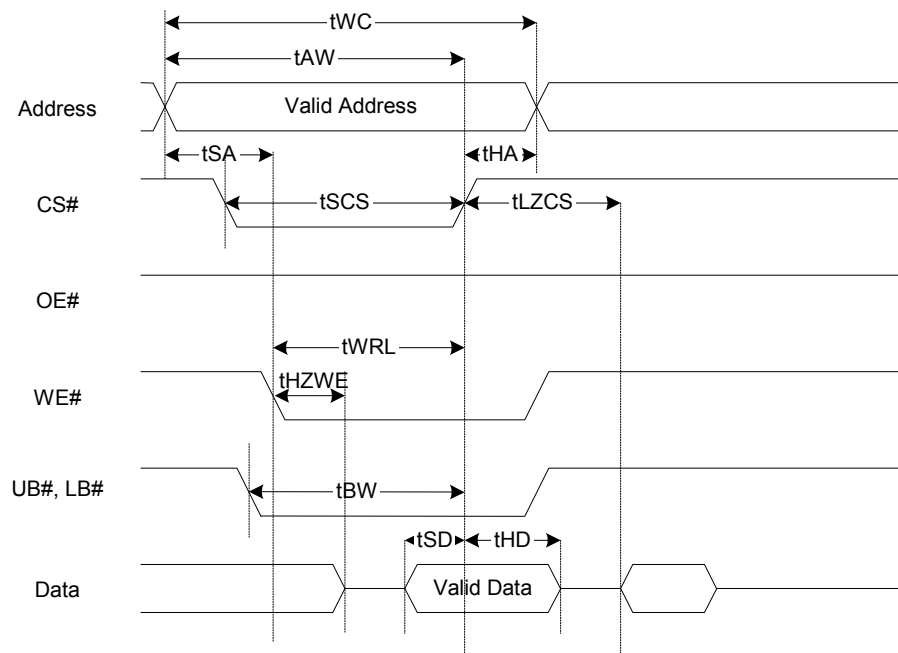 tWC
tAW
Address
Valid Address
tSA
tHA
CS#
tSCS
tLZCS
OE#
tWRL
WE#
tHZWE
UB#, LB#
tBW
tSD
tHD
Data
Valid Data